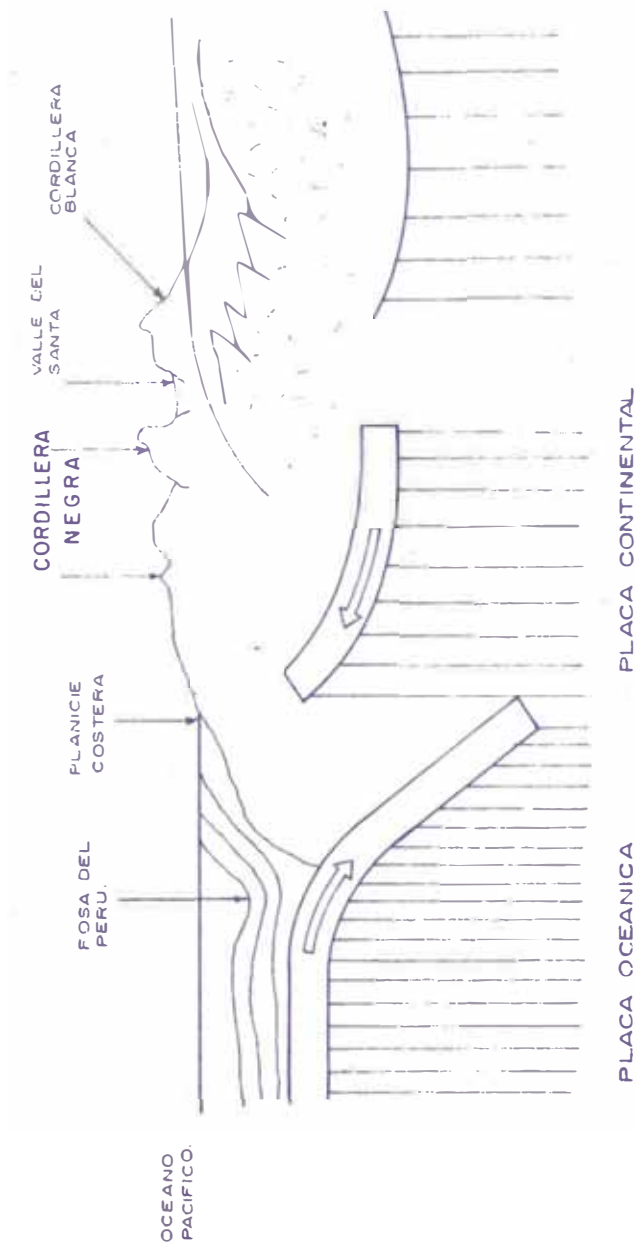 OCEANO
PACIFICO.
FOSA DEL
PERU.
PLANICIE
COSTERA
CORDILLERA
NEGRA
VALLE DEL
SANTA
CORDILLERA
BLANCA
PLACA OCEANICA
PLACA CONTINENTAL